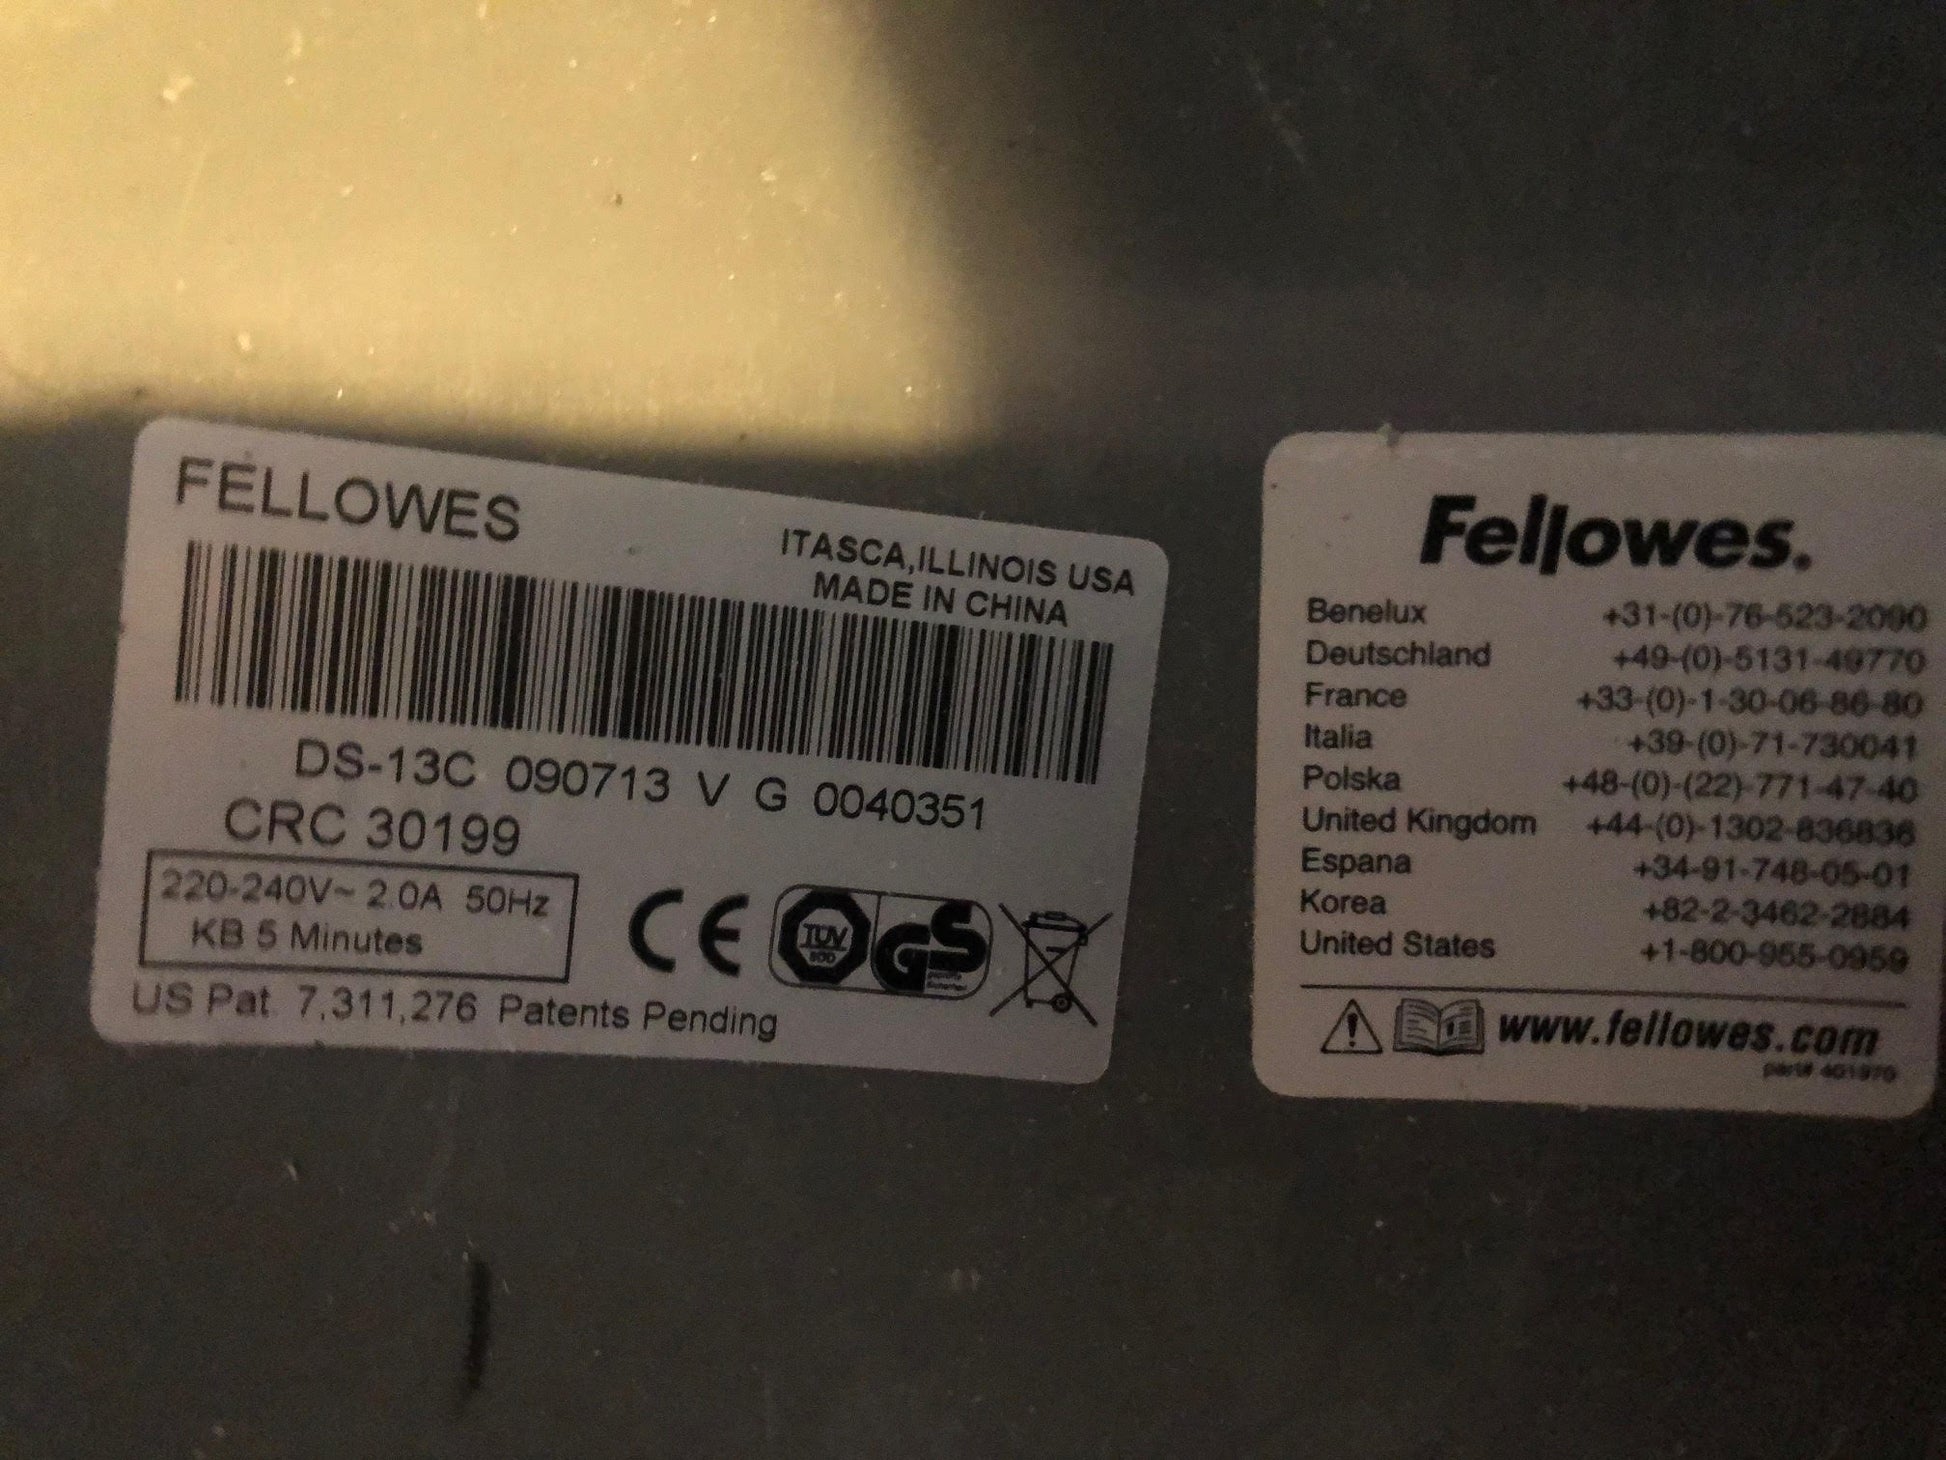 FELLOWES
ITASCA,ILLINOIS USA
MADE IN CHINA
DS-13C 090713 V G 0040351
CRC 30199
220-240V~ 2.0A 50Hz
KB 5 Minutes
CE TUV GS
US Pat 7,311,276 Patents Pending
Fellowes.
Benelux +31-(0)-76-523-2090
Deutschland +49-(0)-5131-49770
France +33-(0)-1-30-06-86-80
Italia +39-(0)-71-730041
Polska +48-(0)-(22)-771-47-40
United Kingdom +44-(0)-1302-836836
Espana +34-91-748-05-01
Korea +82-2-3462-2884
United States +1-800-955-0959
www.fellowes.com
part# 401970